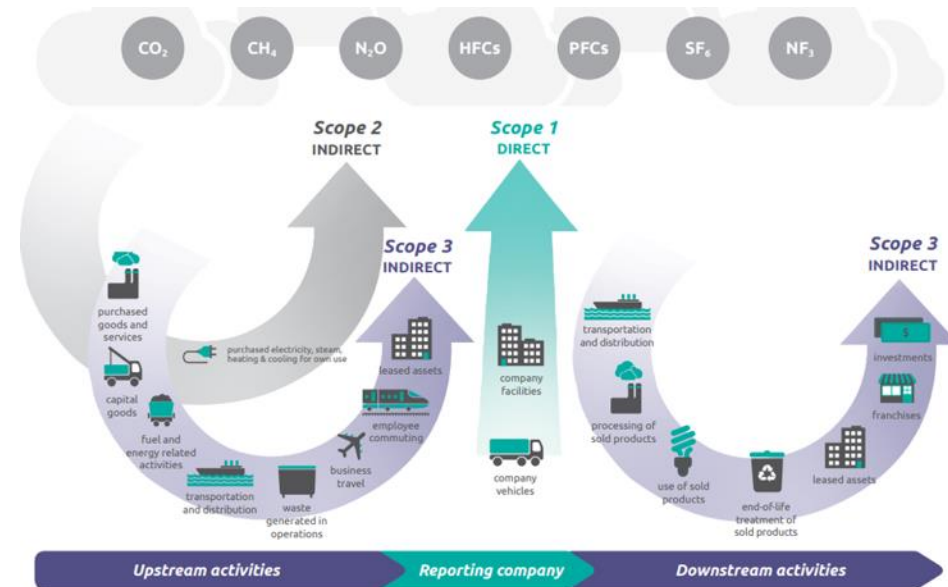 CO₂
CH₄
N₂O
HFCs
PFCs
SF₆
NF₃
Scope 2
INDIRECT
Scope 1
DIRECT
Scope 3
INDIRECT
Scope 3
INDIRECT
purchased
goods and
services
capital
goods
fuel and
energy related
activities
purchased electricity, steam,
heating & cooling for own use
transportation
and distribution
waste
generated in
operations
business
travel
employee
commuting
leased assets
company
facilities
company
vehicles
transportation
and distribution
processing of
sold products
use of sold
products
end-of-life
treatment of
sold products
leased assets
franchises
$
investments
Upstream activities
Reporting company
Downstream activities